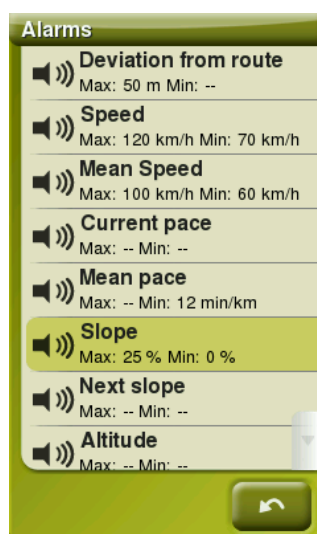 Alarms
Deviation from route
Max: 50 m Min: --
Speed
Max: 120 km/h Min: 70 km/h
Mean Speed
Max: 100 km/h Min: 60 km/h
Current pace
Max: -- Min: --
Mean pace
Max: -- Min: 12 min/km
Slope
Max: 25 % Min: 0 %
Next slope
Max: -- Min: --
Altitude
Max: -- Min: --